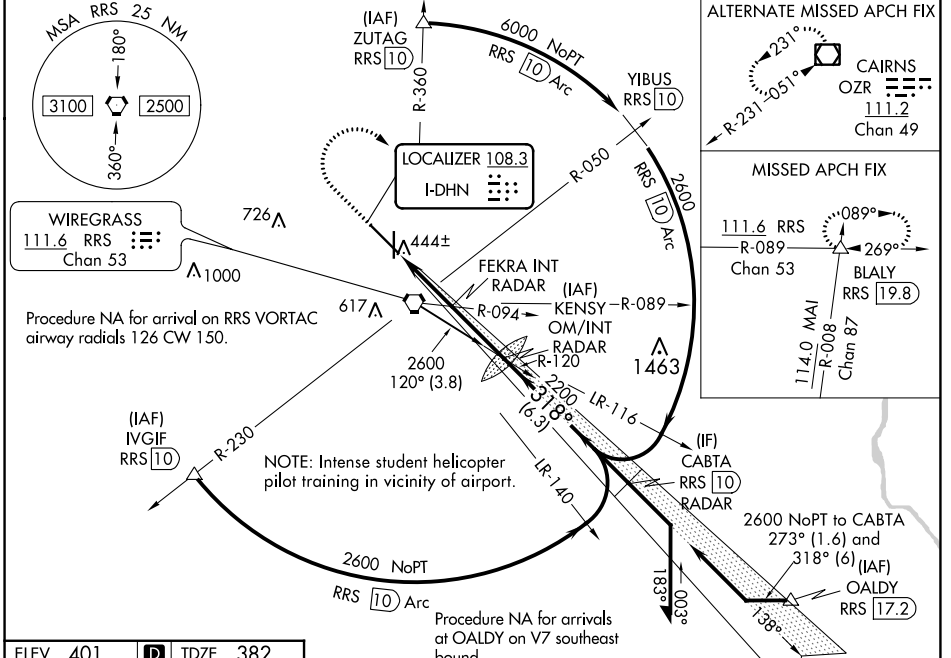 MSA RRS 25 NM
180°
3100
2500
360°
(IAF)
ZUTAG
RRS 10
R-360
6000 NoPT
RRS 10 Arc
YIBUS
RRS 10
R-050
2600
RRS 10 Arc
LOCALIZER 108.3
I-DHN
WIREGRASS
111.6 RRS
Chan 53
726
1000
444±
617
Procedure NA for arrival on RRS VORTAC
airway radials 126 CW 150.
FEKRA INT
RADAR
(IAF)
KENSY
OM/INT
RADAR
R-094
R-089
R-120
2600
120° (3.8)
1463
2200
318°
(6.3)
LR-116
LR-140
(IF)
CABTA
RRS 10
RADAR
(IAF)
IVGIF
RRS 10
R-230
NOTE: Intense student helicopter
pilot training in vicinity of airport.
2600 NoPT
RRS 10 Arc
183°
003°
2600 NoPT to CABTA
273° (1.6) and
318° (6)
(IAF)
OALDY
RRS 17.2
138°
Procedure NA for arrivals
at OALDY on V7 southeast
bound.
ALTERNATE MISSED APCH FIX
231°
R-231
051°
CAIRNS
OZR
111.2
Chan 49
MISSED APCH FIX
111.6 RRS
R-089
Chan 53
089°
269°
BLALY
RRS 19.8
114.0 MAI
R-008
Chan 87
ELEV 401
D
TDZE 382